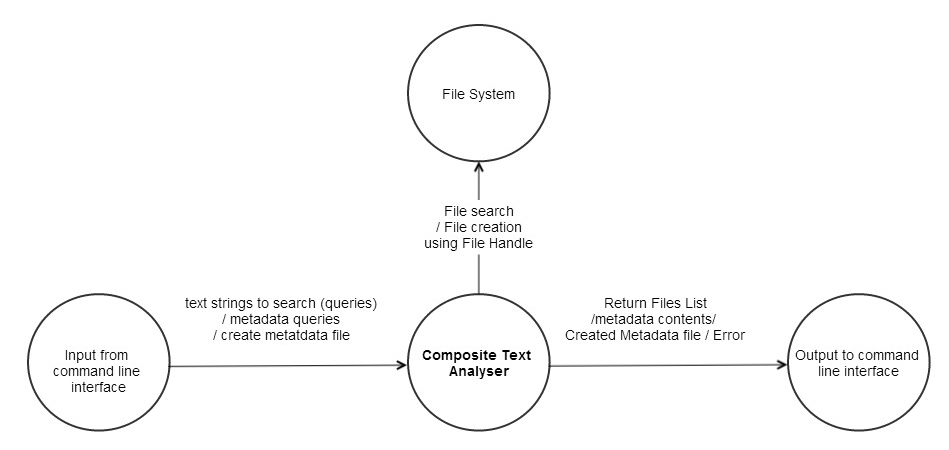 File System
File search
/ File creation
using File Handle
text strings to search (queries)
/ metadata queries
/ create metatdata file
Return Files List
/metadata contents/
Created Metadata file / Error
Input from
command line
interface
Composite Text
Analyser
Output to command
line interface